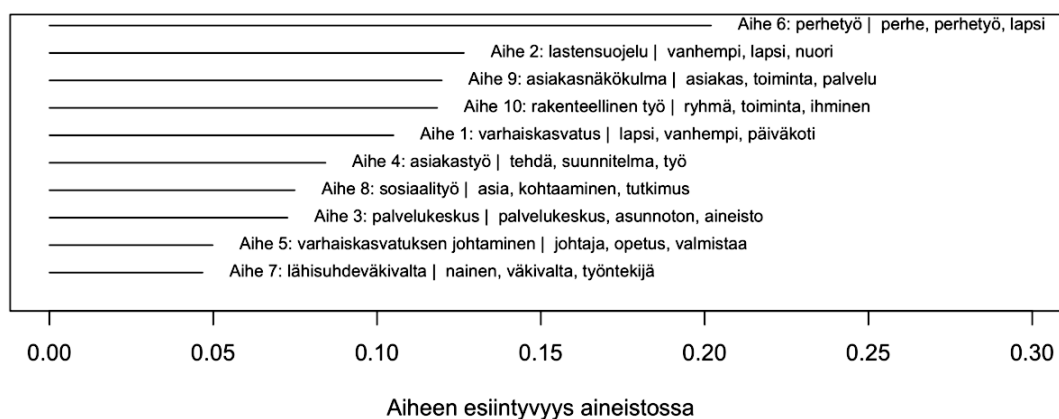 Aihe 6: perhetyö | perhe, perhetyö, lapsi
Aihe 2: lastensuojelu | vanhempi, lapsi, nuori
Aihe 9: asiakasnäkökulma | asiakas, toiminta, palvelu
Aihe 10: rakenteellinen työ | ryhmä, toiminta, ihminen
Aihe 1: varhaiskasvatus | lapsi, vanhempi, päiväkoti
Aihe 4: asiakastyö | tehdä, suunnitelma, työ
Aihe 8: sosiaalityö | asia, kohtaaminen, tutkimus
Aihe 3: palvelukeskus | palvelukeskus, asunnoton, aineisto
Aihe 5: varhaiskasvatuksen johtaminen | johtaja, opetus, valmistaa
Aihe 7: lähisuhdeväkivalta | nainen, väkivalta, työntekijä
0.00 0.05 0.10 0.15 0.20 0.25 0.30
Aiheen esiintyvyys aineistossa